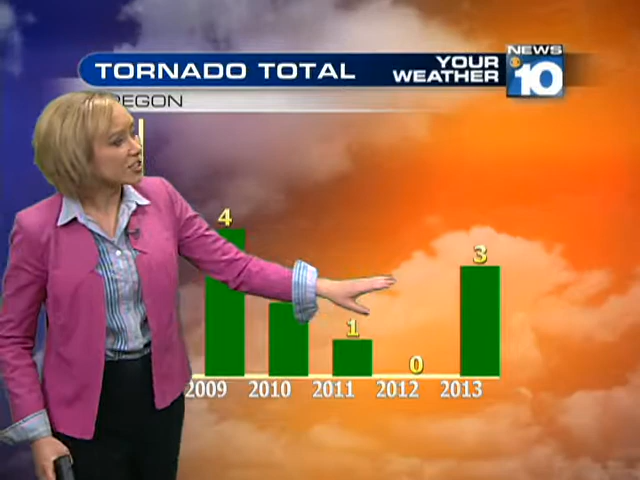 NEWS
10
YOUR
WEATHER
TORNADO TOTAL
REGON
4
1
0
3
2009 2010 2011 2012 2013